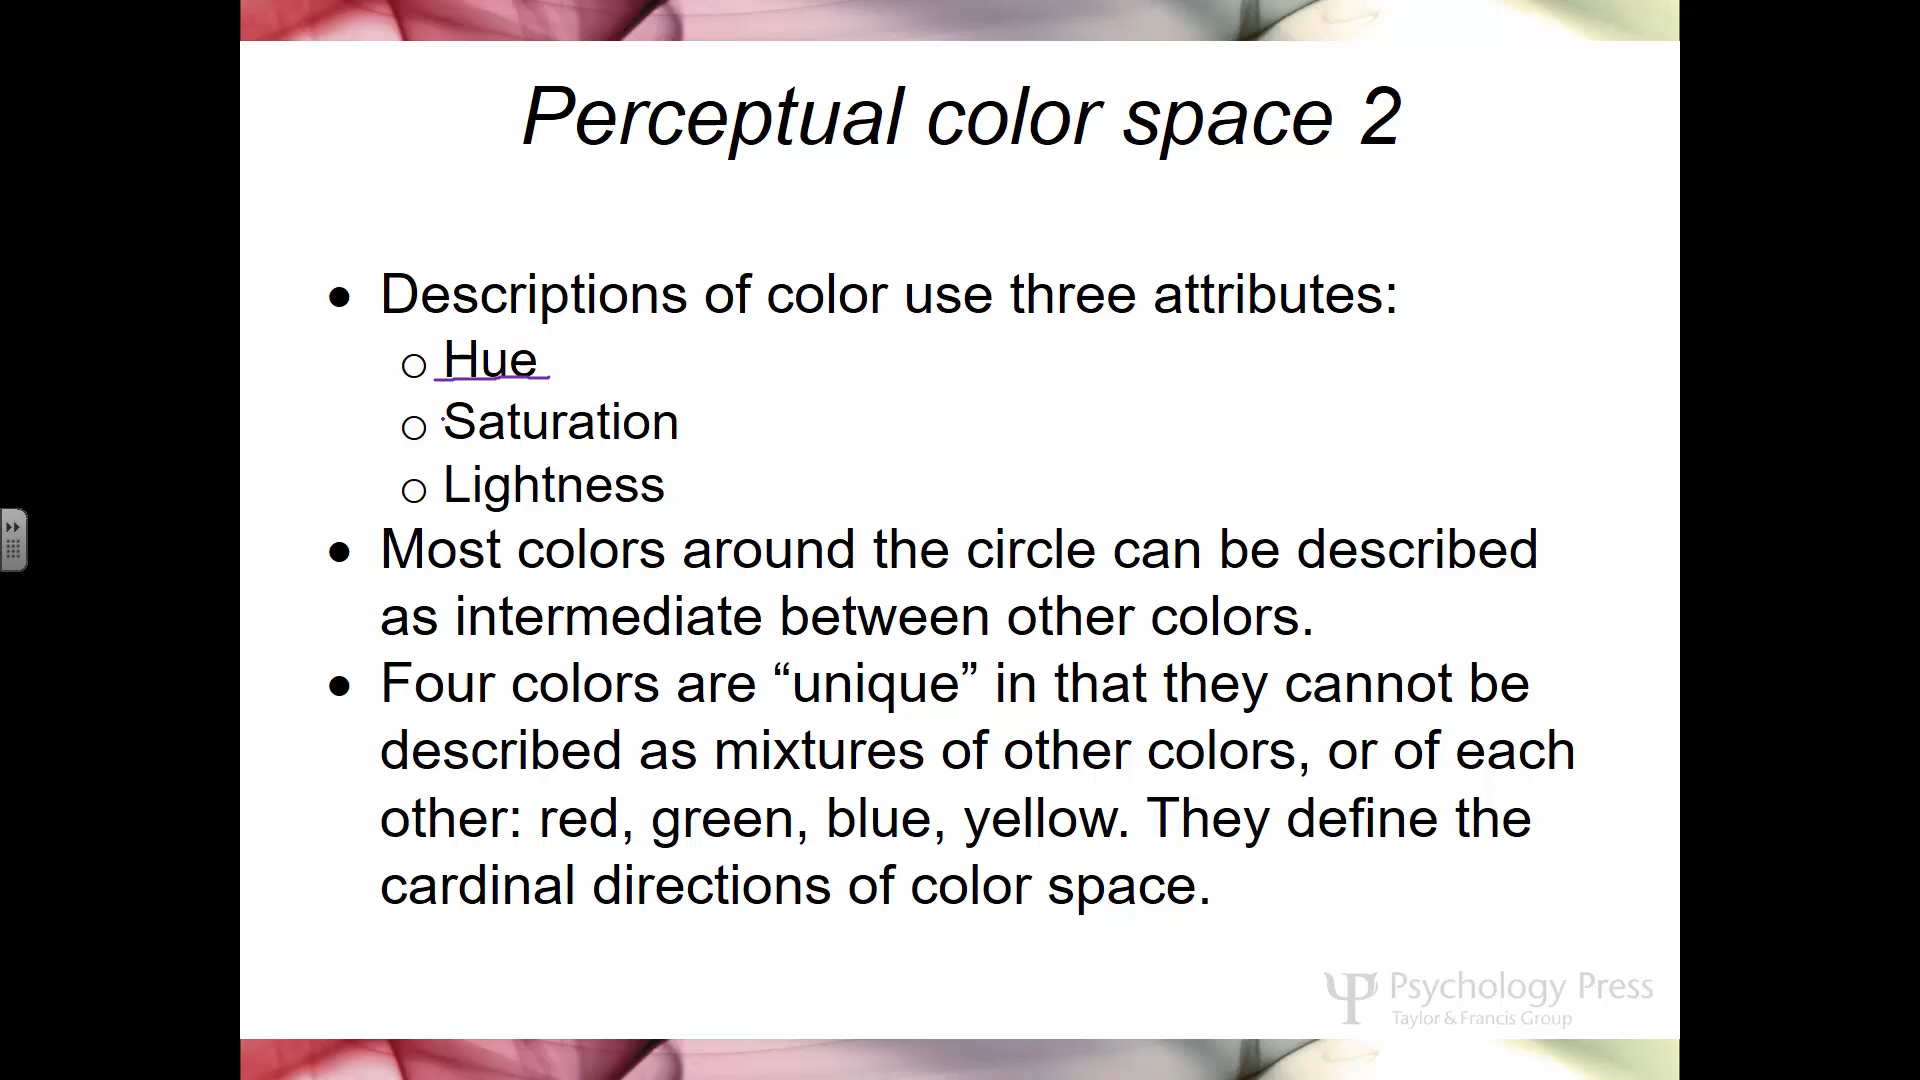 Perceptual color space 2
● Descriptions of color use three attributes:
○ Hue
○ Saturation
○ Lightness
● Most colors around the circle can be described
as intermediate between other colors.
● Four colors are “unique” in that they cannot be
described as mixtures of other colors, or of each
other: red, green, blue, yellow. They define the
cardinal directions of color space.
Psychology Press
Taylor & Francis Group